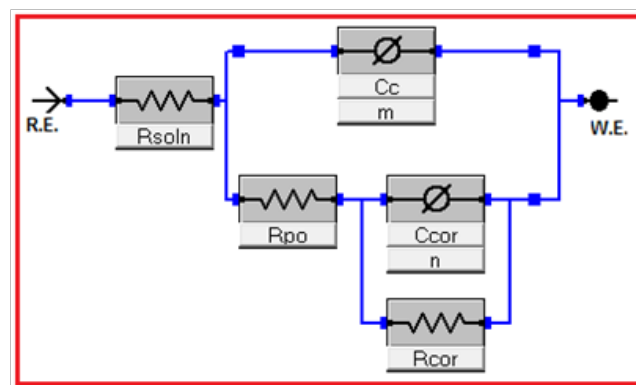 Cc
m
R.E.
Rsoln
W.E.
Rpo
Ccor
n
Rcor